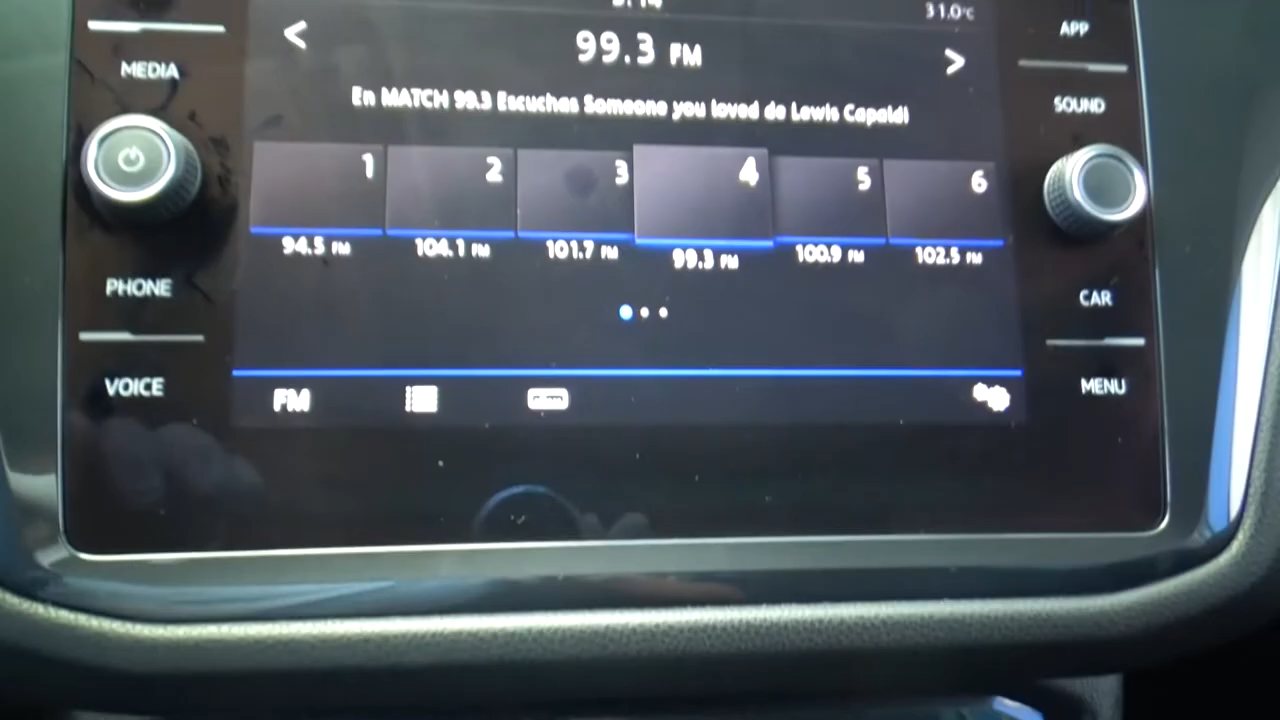 31.0°C
99.3 FM
En MATCH 99.3 Escuchas Someone you loved de Lewis Capaldi
1 2 3 4 5 6
94.5 FM 104.1 FM 101.7 FM 99.3 FM 100.9 FM 102.5 FM
FM
MEDIA
PHONE
VOICE
APP
SOUND
CAR
MENU